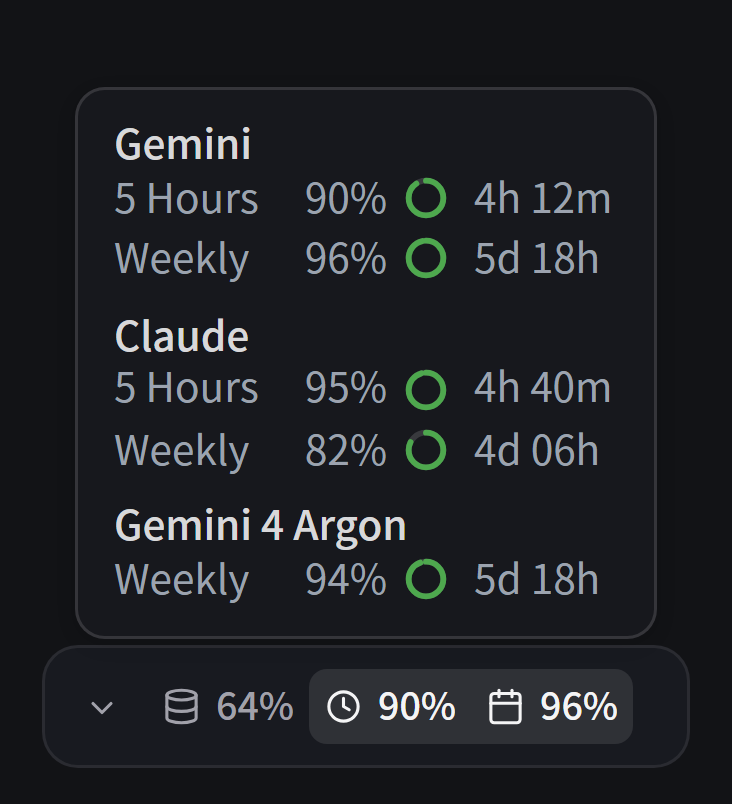 Gemini
5 Hours 90% 4h 12m
Weekly 96% 5d 18h
Claude
5 Hours 95% 4h 40m
Weekly 82% 4d 06h
Gemini 4 Argon
Weekly 94% 5d 18h
64% 90% 96%